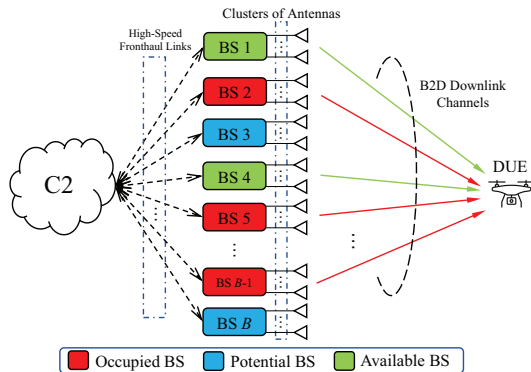 High-Speed
Fronthaul Links
Clusters of Antennas
BS 1
BS 2
BS 3
BS 4
BS 5
BS B-1
BS B
C2
B2D Downlink
Channels
DUE
Occupied BS
Potential BS
Available BS